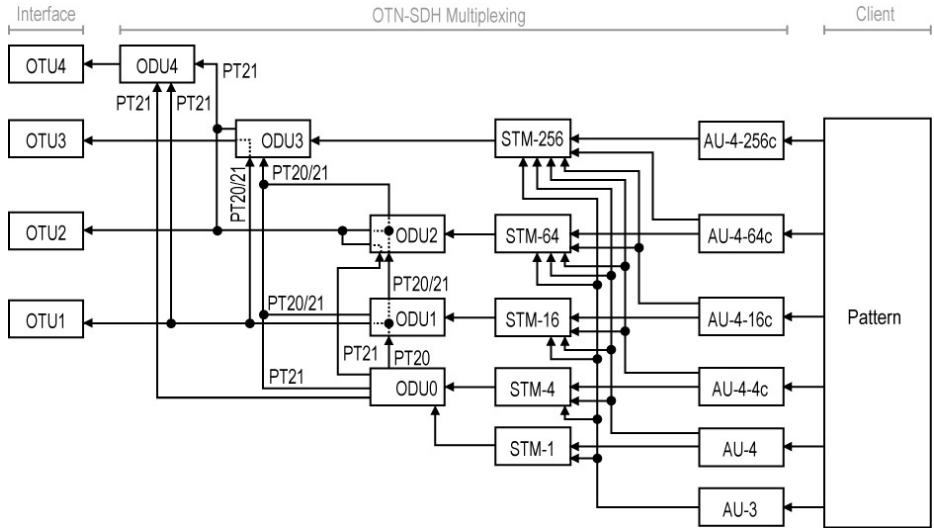 Interface OTN-SDH Multiplexing Client
OTU4 ODU4 PT21
PT21 PT21
OTU3 ODU3 STM-256 AU-4-256c
PT20/21 PT20/21
OTU2 ODU2 STM-64 AU-4-64c
PT20/21 PT20/21
OTU1 ODU1 STM-16 AU-4-16c Pattern
PT21 PT20
PT21 ODU0 STM-4 AU-4-4c
STM-1 AU-4
AU-3